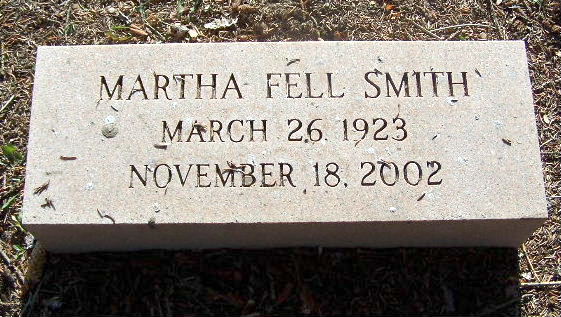 MARTHA FELL SMITH
MARCH 26, 1923
NOVEMBER 18, 2002